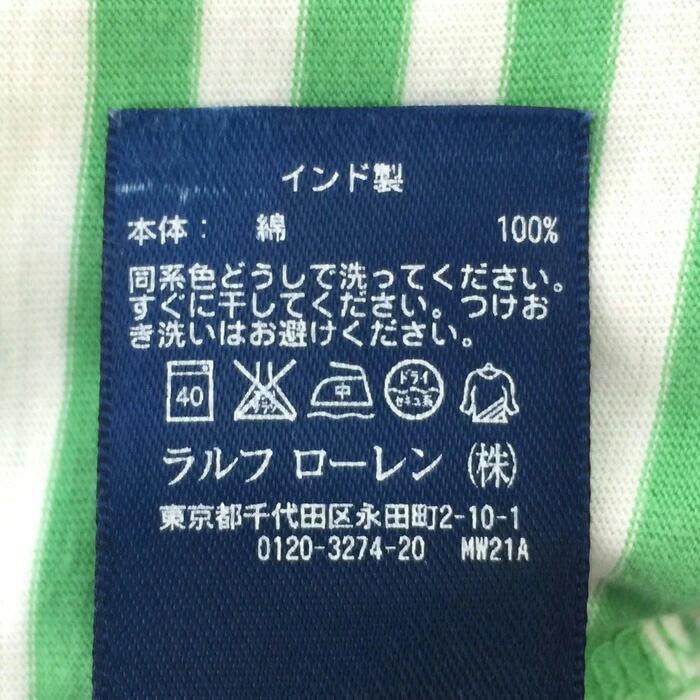 インド製
本体： 綿 100%
同系色どうしで洗ってください。
すぐに干してください。つけお
き洗いはお避けください。
40 中 ドライ
セキユ系
ラルフ ローレン（株）
東京都千代田区永田町2-10-1
0120-3274-20 MW21A